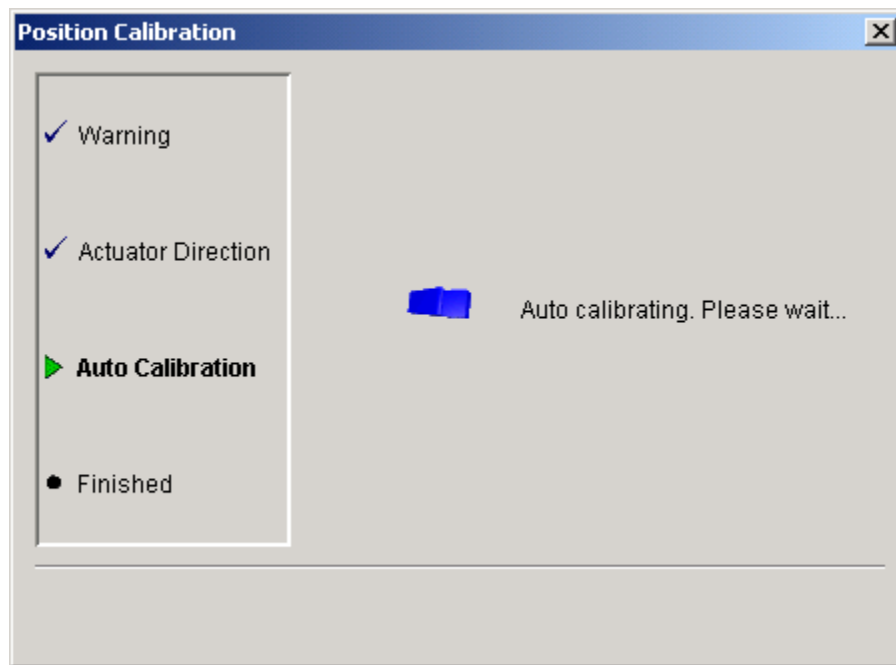 Position Calibration
Warning
Actuator Direction
Auto Calibration
Finished
Auto calibrating. Please wait...